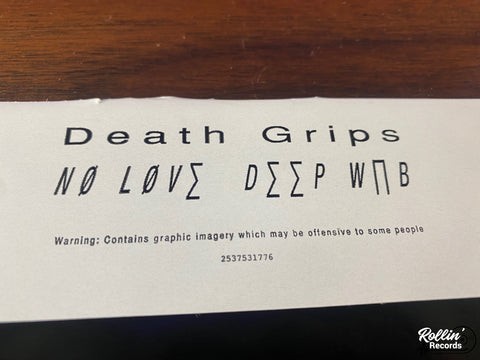 Death Grips
NØ LØV∑ D∑∑P W∏B
Warning: Contains graphic imagery which may be offensive to some people
2537531776
Rollin'
Records